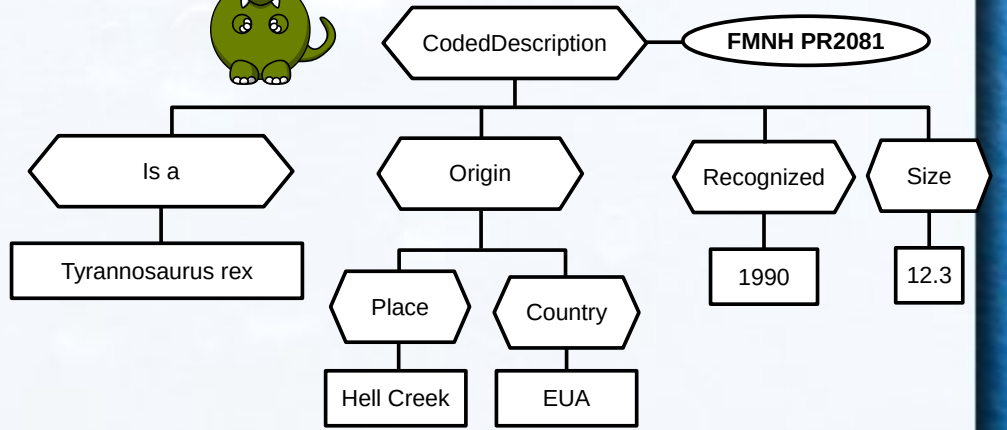 CodedDescription
FMNH PR2081
Is a
Origin
Recognized
Size
Tyrannosaurus rex
1990
12.3
Place
Country
Hell Creek
EUA